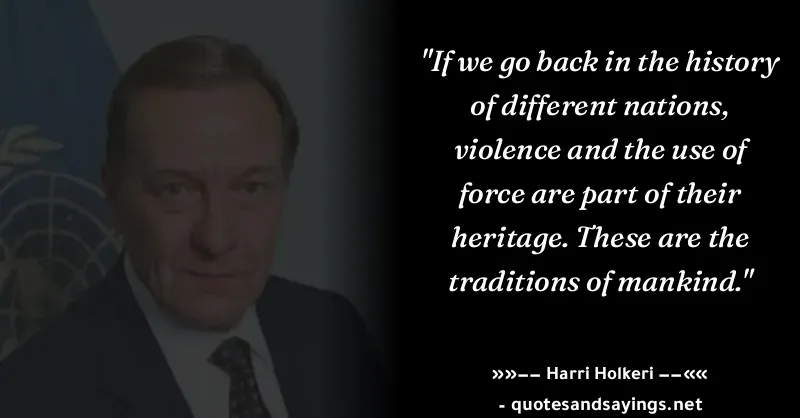 "If we go back in the history
of different nations,
violence and the use of
force are part of their
heritage. These are the
traditions of mankind."
»»−− Harri Holkeri −−««
- quotesandsayings.net